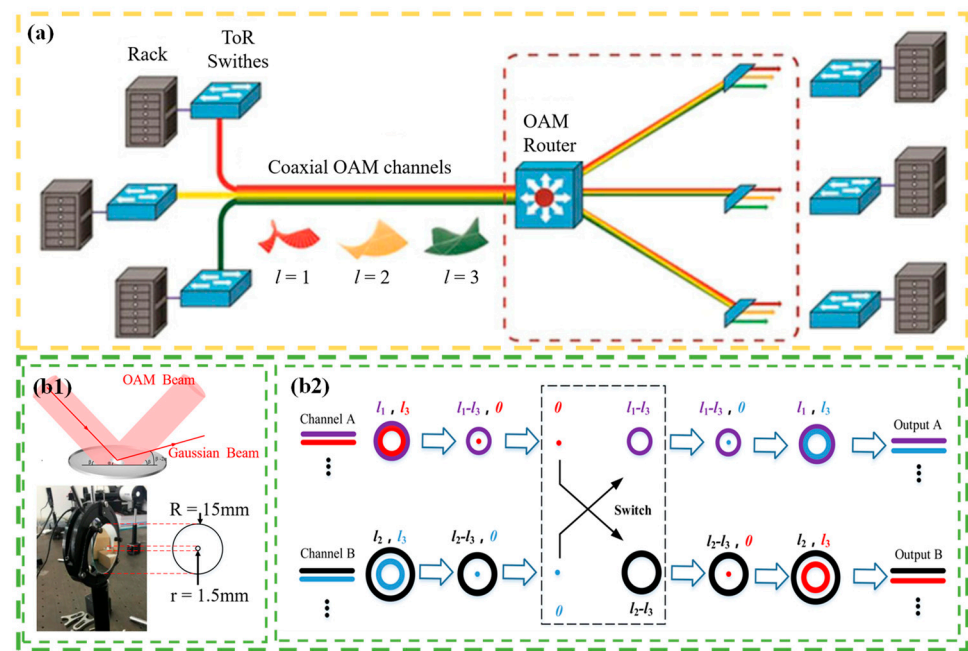 (a)
Rack
ToR
Swithes
Coaxial OAM channels
OAM
Router
l = 1
l = 2
l = 3
(b1)
OAM Beam
Gaussian Beam
R = 15mm
r = 1.5mm
(b2)
Channel A
l₁ , l₃
l₁-l₃ , 0
0
l₁-l₃
l₁-l₃ , 0
l₁ , l₃
Output A
Switch
Channel B
l₂ , l₃
l₂-l₃ , 0
0
l₂-l₃
l₂-l₃ , 0
l₂ , l₃
Output B